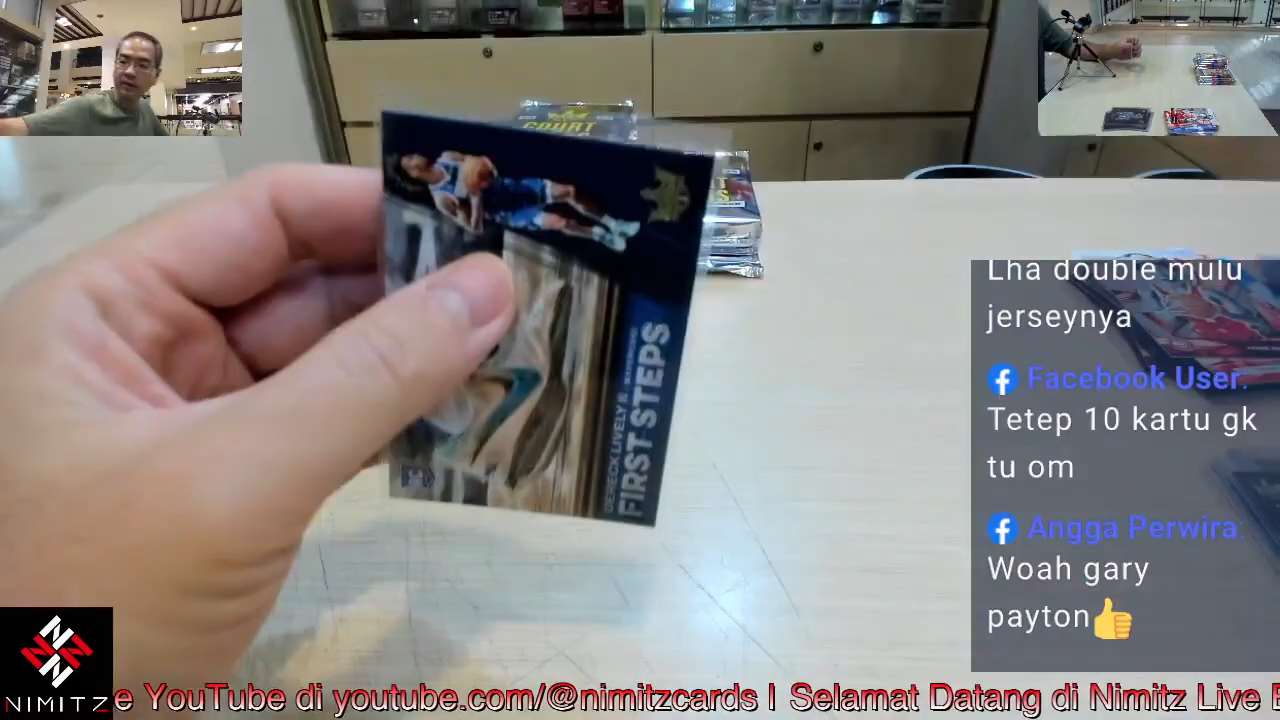 COURT
DERECK LIVELY II
FIRST STEPS
Lha double mulu
jerseynya
Facebook User:
Tetep 10 kartu gk
tu om
Angga Perwira:
Woah gary
payton👍
NIMITZ
e YouTube di youtube.com/@nimitzcards I Selamat Datang di Nimitz Live B